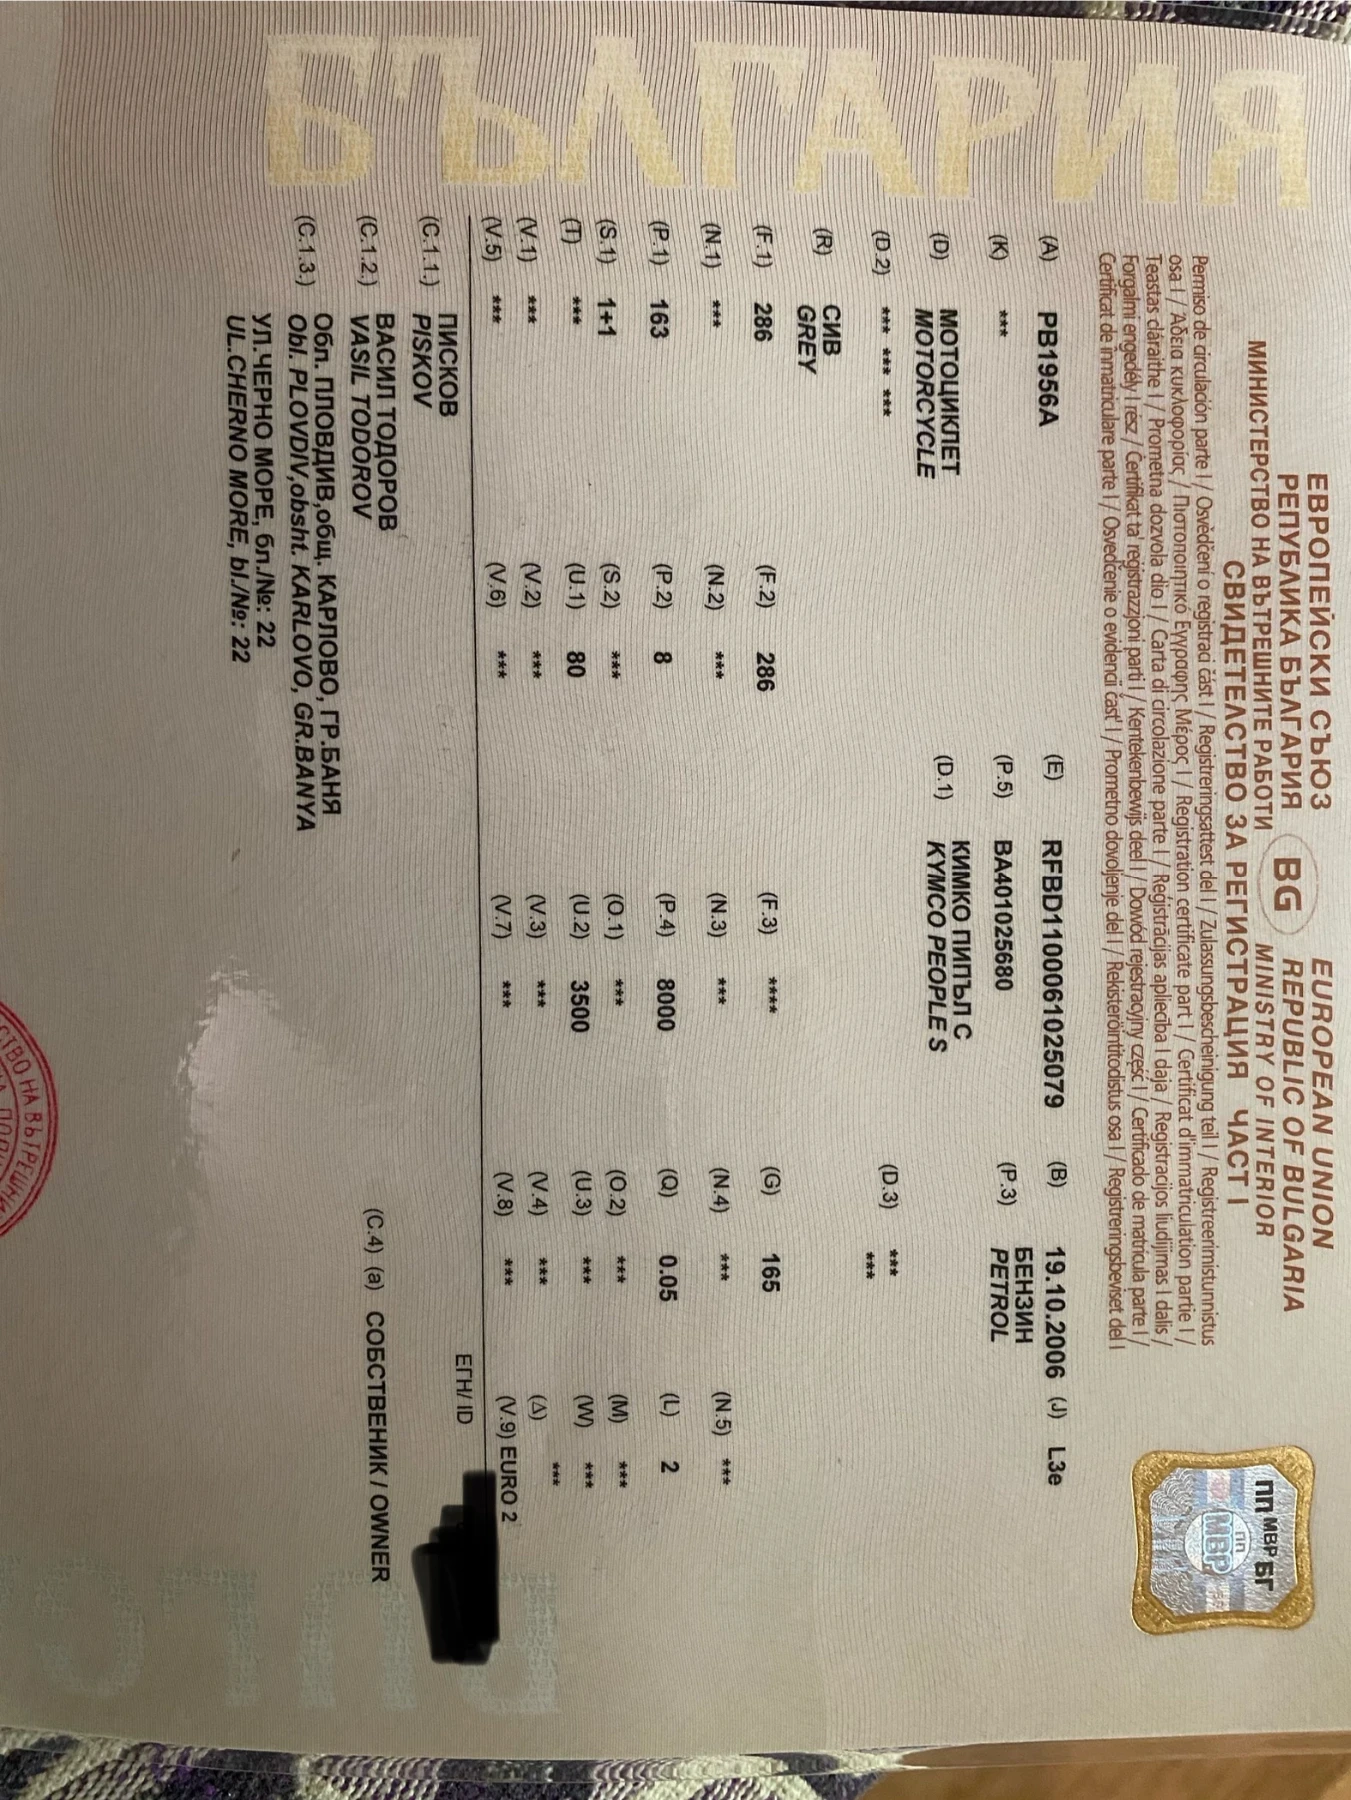 БЪЛГАРИЯ
ЕВРОПЕЙСКИ СЪЮЗ BG EUROPEAN UNION
РЕПУБЛИКА БЪЛГАРИЯ REPUBLIC OF BULGARIA
МИНИСТЕРСТВО НА ВЪТРЕШНИТЕ РАБОТИ MINISTRY OF INTERIOR
СВИДЕТЕЛСТВО ЗА РЕГИСТРАЦИЯ ЧАСТ I
ПП МВР БГ
ПП
МВР
Permiso de circulación parte I / Osvědčení o registraci část I / Registreringsattest del I / Zulassungsbescheinigung teil I / Registreerimistunnistus
osa I / Άδεια κυκλοφορίας / Πιστοποιητικό Εγγραφης Μέρος I / Registration certificate part I / Certificat d'immatriculation partie I /
Teastas cláraithe I / Prometna dozvola dio I / Carta di circolazione parte I / Reģistrācijas apliecība I daļa / Registracijos liudijimas I dalis /
Forgalmi engedély I rész / Ċertifikat ta' reġistrazzjoni parti I / Kentekenbewijs deel I / Dowód rejestracyjny część I / Certificado de matrícula parte I /
Certificat de înmatriculare parte I / Osvedčenie o evidencii časť I / Prometno dovoljenje del I / Rekisteröintitodistus osa I / Registreringsbeviset del I
(A) PB1956A (E) RFBD1100061025079 (B) 19.10.2006 (J) L3e
(K) *** (P.5) BA401025680 (P.3) БЕНЗИН
PETROL
(D) МОТОЦИКЛЕТ (D.1) КИМКО ПИПЪЛ С
MOTORCYCLE KYMCO PEOPLE S
(D.2) *** *** *** (D.3) ***
***
(R) СИВ
GREY
(F.1) 286 (F.2) 286 (F.3) **** (G) 165
(N.1) *** (N.2) *** (N.3) *** (N.4) *** (N.5) ***
(P.1) 163 (P.2) 8 (P.4) 8000 (Q) 0.05 (L) 2
(S.1) 1+1 (S.2) *** (O.1) *** (O.2) *** (M) ***
(T) *** (U.1) 80 (U.2) 3500 (U.3) *** (W) ***
(V.1) *** (V.2) *** (V.3) *** (V.4) *** (Δ) ***
(V.5) *** (V.6) *** (V.7) *** (V.8) *** (V.9) EURO 2
(C.1.1.) ПИСКОВ ЕГН/ ID
PISKOV
(C.1.2.) ВАСИЛ ТОДОРОВ (C.4) (a) СОБСТВЕНИК / OWNER
VASIL TODOROV
(C.1.3.) Обл. ПЛОВДИВ,общ. КАРЛОВО, ГР.БАНЯ
Obl. PLOVDIV,obsht. KARLOVO, GR.BANYA
УЛ.ЧЕРНО МОРЕ, бл./№: 22
UL.CHERNO MORE, bl./№: 22